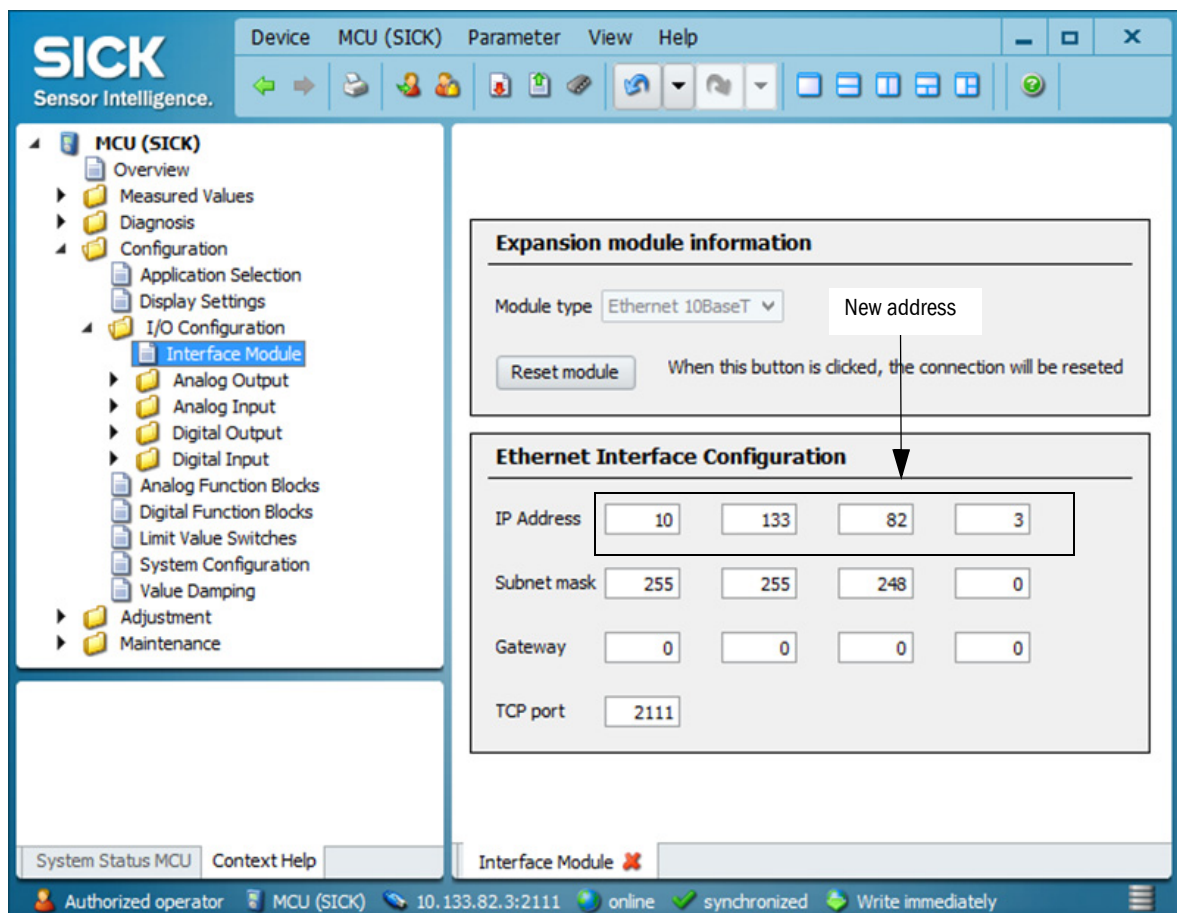 SICK
Sensor Intelligence.
Device MCU (SICK) Parameter View Help
MCU (SICK)
Overview
Measured Values
Diagnosis
Configuration
Application Selection
Display Settings
I/O Configuration
Interface Module
Analog Output
Analog Input
Digital Output
Digital Input
Analog Function Blocks
Digital Function Blocks
Limit Value Switches
System Configuration
Value Damping
Adjustment
Maintenance
System Status MCU Context Help
Expansion module information
Module type Ethernet 10BaseT
New address
Reset module When this button is clicked, the connection will be reseted
Ethernet Interface Configuration
IP Address 10 133 82 3
Subnet mask 255 255 248 0
Gateway 0 0 0 0
TCP port 2111
Interface Module
Authorized operator MCU (SICK) 10.133.82.3:2111 online synchronized Write immediately